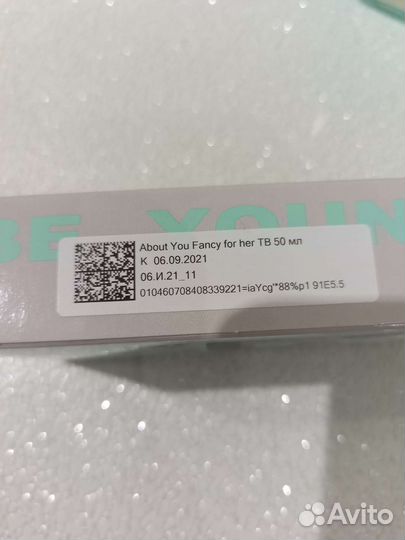 BE YOUN
About You Fancy for her ТВ 50 мл
К 06.09.2021
06.И.21_11
010460708408339221=iaYcg'*88%p1 91E5.5
Avito